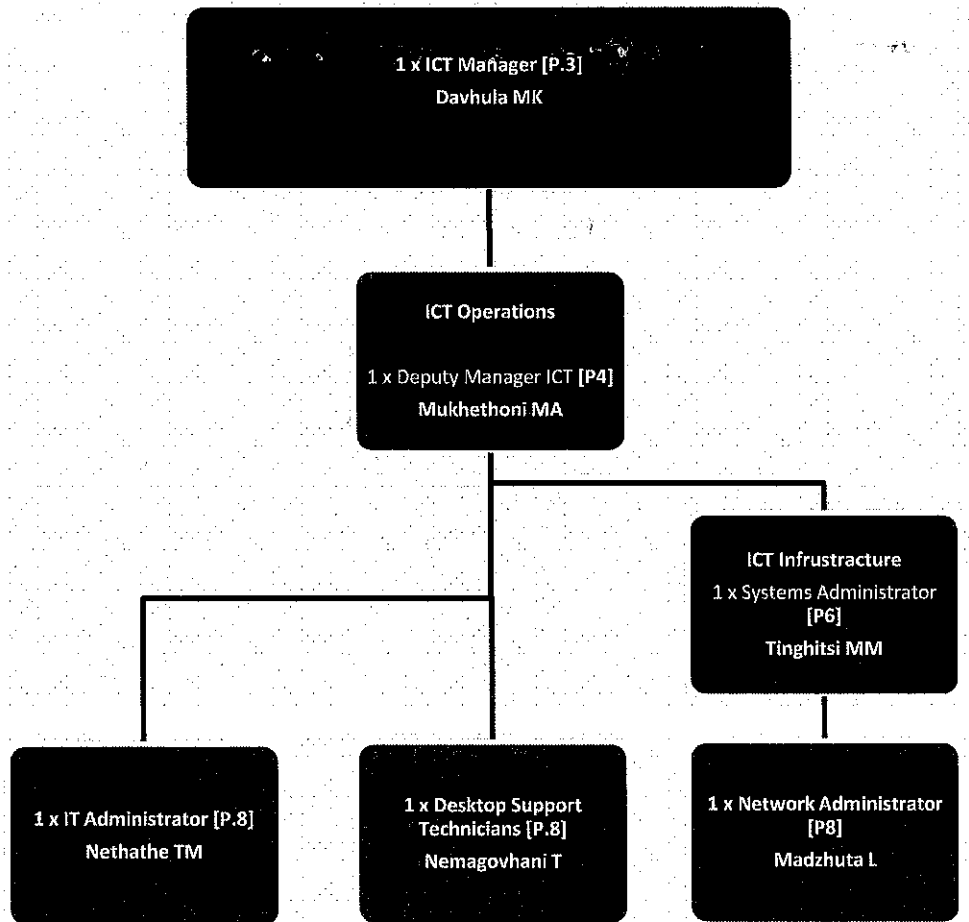 1 x ICT Manager [P.3]
Davhula MK
ICT Operations
1 x Deputy Manager ICT [P4]
Mukhethoni MA
ICT Infrustracture
1 x Systems Administrator
[P6]
Tinghitsi MM
1 x IT Administrator [P.8]
Nethathe TM
1 x Desktop Support
Technicians [P.8]
Nemagovhani T
1 x Network Administrator
[P8]
Madzhuta L